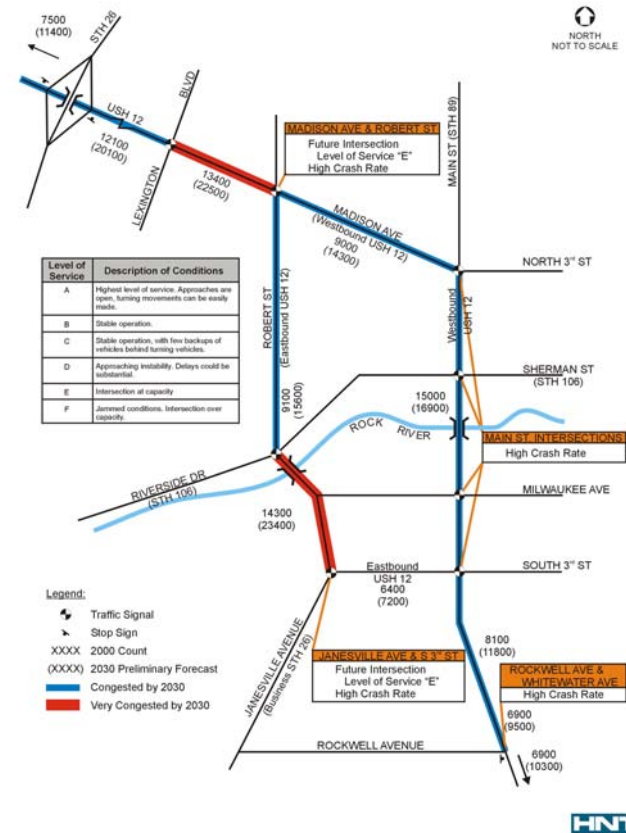 7500
(11400)
STH 26
NORTH
NOT TO SCALE
USH 12
12100
(20100)
BLVD
LEXINGTON
13400
(22500)
MADISON AVE & ROBERT ST
Future Intersection
Level of Service "E"
High Crash Rate
MAIN ST (STH 89)
MADISON AVE
(Westbound USH 12)
9000
(14300)
NORTH 3ʳᵈ ST
Level of
Service
Description of Conditions
A
Highest level of service. Approaches are
open, turning movements can be easily
made.
B
Stable operation.
C
Stable operation, with few backups of
vehicles behind turning vehicles.
D
Approaching instability. Delays could be
substantial.
E
Intersection at capacity
F
Jammed conditions. Intersection over
capacity.
ROBERT ST
(Eastbound USH 12)
9100
(15600)
Westbound
USH 12
SHERMAN ST
(STH 106)
15000
(16900)
ROCK RIVER
MAIN ST. INTERSECTIONS
High Crash Rate
RIVERSIDE DR
(STH 106)
MILWAUKEE AVE
14300
(23400)
Eastbound
USH 12
6400
(7200)
SOUTH 3ʳᵈ ST
Legend:
Traffic Signal
Stop Sign
XXXX 2000 Count
(XXXX) 2030 Preliminary Forecast
Congested by 2030
Very Congested by 2030
JANESVILLE AVENUE
(Business STH 26)
JANESVILLE AVE & S 3ʳᵈ ST
Future Intersection
Level of Service "E"
High Crash Rate
8100
(11800)
ROCKWELL AVE &
WHITEWATER AVE
High Crash Rate
6900
(9500)
ROCKWELL AVENUE
6900
(10300)